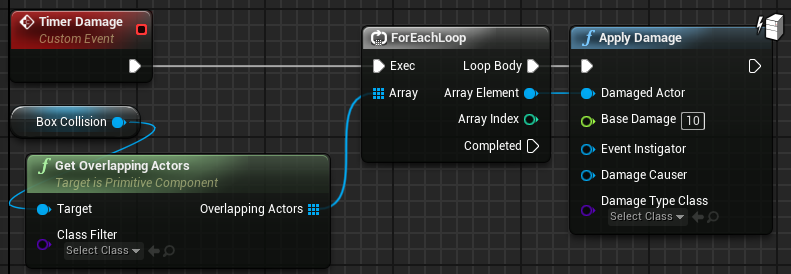 Timer Damage
Custom Event
Box Collision
f Get Overlapping Actors
Target is Primitive Component
Target
Overlapping Actors
Class Filter
Select Class
ForEachLoop
Exec
Loop Body
Array
Array Element
Array Index
Completed
f Apply Damage
Damaged Actor
Base Damage 10
Event Instigator
Damage Causer
Damage Type Class
Select Class